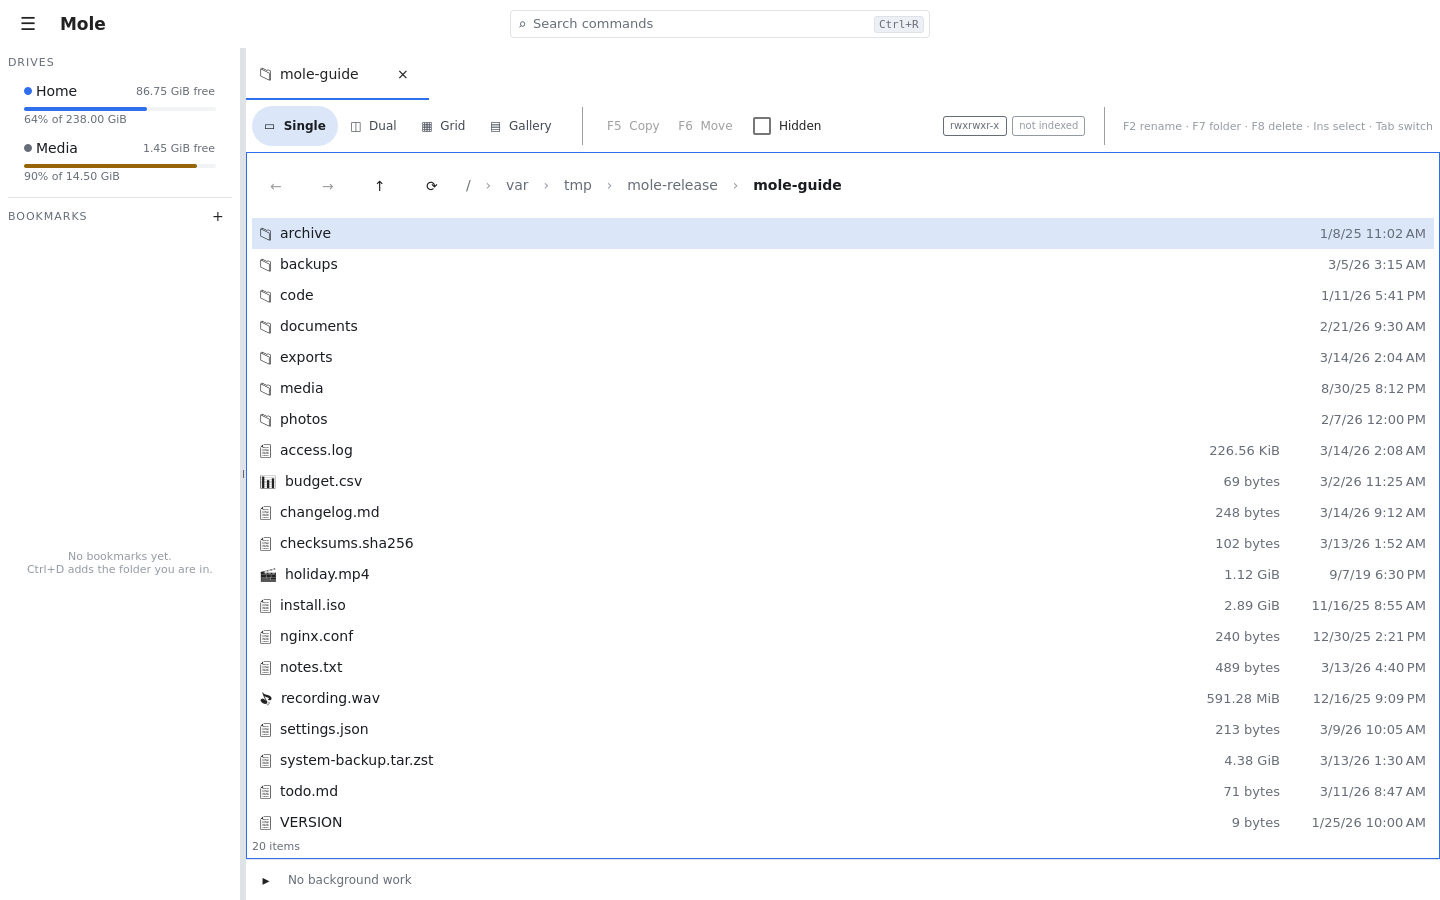 ☰ Mole
Search commands Ctrl+R
DRIVES
Home 86.75 GiB free
64% of 238.00 GiB
Media 1.45 GiB free
90% of 14.50 GiB
BOOKMARKS +
No bookmarks yet.
Ctrl+D adds the folder you are in.
mole-guide ✕
Single Dual Grid Gallery F5 Copy F6 Move Hidden rwxrwxr-x not indexed F2 rename · F7 folder · F8 delete · Ins select · Tab switch
← → ↑ ⟳ / › var › tmp › mole-release › mole-guide
archive 1/8/25 11:02 AM
backups 3/5/26 3:15 AM
code 1/11/26 5:41 PM
documents 2/21/26 9:30 AM
exports 3/14/26 2:04 AM
media 8/30/25 8:12 PM
photos 2/7/26 12:00 PM
access.log 226.56 KiB 3/14/26 2:08 AM
budget.csv 69 bytes 3/2/26 11:25 AM
changelog.md 248 bytes 3/14/26 9:12 AM
checksums.sha256 102 bytes 3/13/26 1:52 AM
holiday.mp4 1.12 GiB 9/7/19 6:30 PM
install.iso 2.89 GiB 11/16/25 8:55 AM
nginx.conf 240 bytes 12/30/25 2:21 PM
notes.txt 489 bytes 3/13/26 4:40 PM
recording.wav 591.28 MiB 12/16/25 9:09 PM
settings.json 213 bytes 3/9/26 10:05 AM
system-backup.tar.zst 4.38 GiB 3/13/26 1:30 AM
todo.md 71 bytes 3/11/26 8:47 AM
VERSION 9 bytes 1/25/26 10:00 AM
20 items
▸ No background work